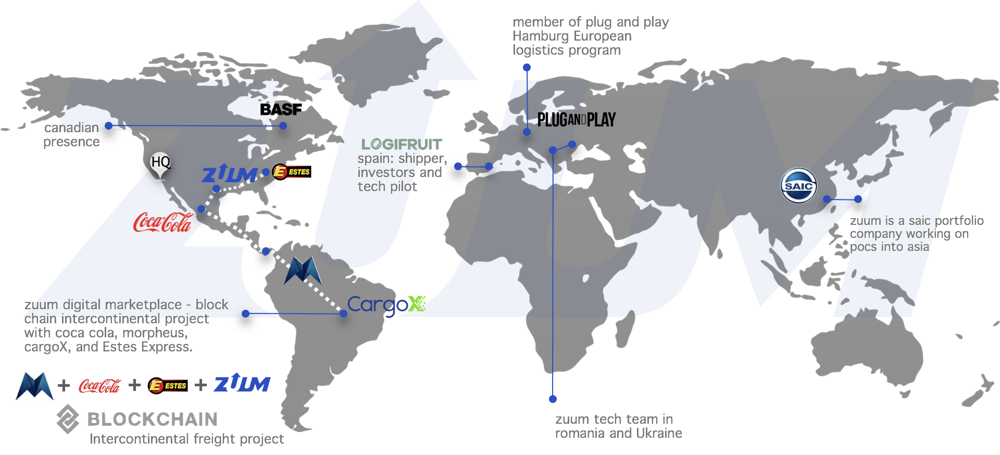 member of plug and play
Hamburg European
logistics program
BASF
PLUGANDPLAY
canadian
presence
LOGIFRUIT
spain: shipper,
investors and
tech pilot
HQ
ZUUM
E ESTES
SAIC
Coca-Cola
zuum is a saic portfolio
company working on
pocs into asia
CargoX
zuum digital marketplace - block
chain intercontinental project
with coca cola, morpheus,
cargoX, and Estes Express.
+ Coca-Cola + E ESTES + ZUUM
BLOCKCHAIN
Intercontinental freight project
zuum tech team in
romania and Ukraine
ZUUM